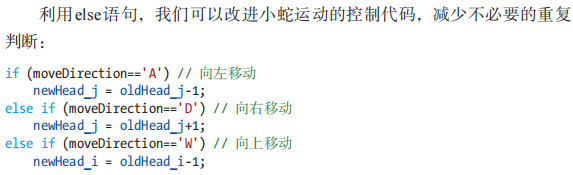 利用else语句，我们可以改进小蛇运动的控制代码，减少不必要的重复
判断：
if (moveDirection=='A') // 向左移动
    newHead_j = oldHead_j-1;
else if (moveDirection=='D') // 向右移动
    newHead_j = oldHead_j+1;
else if (moveDirection=='W') // 向上移动
    newHead_i = oldHead_i-1;